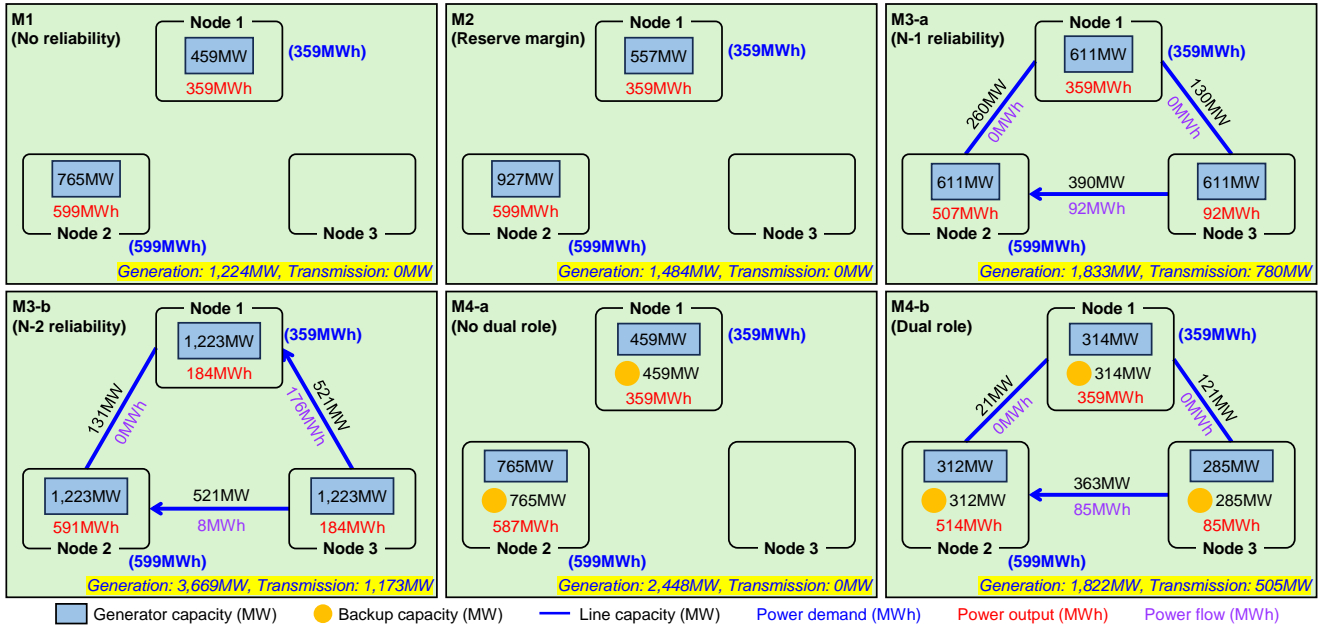 M1
(No reliability)
Node 1
459MW
359MWh
(359MWh)
765MW
599MWh
Node 2
(599MWh)
Node 3
Generation: 1,224MW, Transmission: 0MW
M2
(Reserve margin)
Node 1
557MW
359MWh
(359MWh)
927MW
599MWh
Node 2
(599MWh)
Node 3
Generation: 1,484MW, Transmission: 0MW
M3-a
(N-1 reliability)
Node 1
611MW
359MWh
(359MWh)
260MW
0MWh
130MW
0MWh
611MW
507MWh
Node 2
(599MWh)
390MW
92MWh
611MW
92MWh
Node 3
Generation: 1,833MW, Transmission: 780MW
M3-b
(N-2 reliability)
Node 1
1,223MW
184MWh
(359MWh)
131MW
0MWh
521MW
176MWh
1,223MW
591MWh
Node 2
(599MWh)
521MW
8MWh
1,223MW
184MWh
Node 3
Generation: 3,669MW, Transmission: 1,173MW
M4-a
(No dual role)
Node 1
459MW
459MW
359MWh
(359MWh)
765MW
765MW
587MWh
Node 2
(599MWh)
Node 3
Generation: 2,448MW, Transmission: 0MW
M4-b
(Dual role)
Node 1
314MW
314MW
359MWh
(359MWh)
21MW
0MWh
121MW
0MWh
312MW
312MW
514MWh
Node 2
(599MWh)
363MW
85MWh
285MW
285MW
85MWh
Node 3
Generation: 1,822MW, Transmission: 505MW
Generator capacity (MW)
Backup capacity (MW)
Line capacity (MW)
Power demand (MWh)
Power output (MWh)
Power flow (MWh)